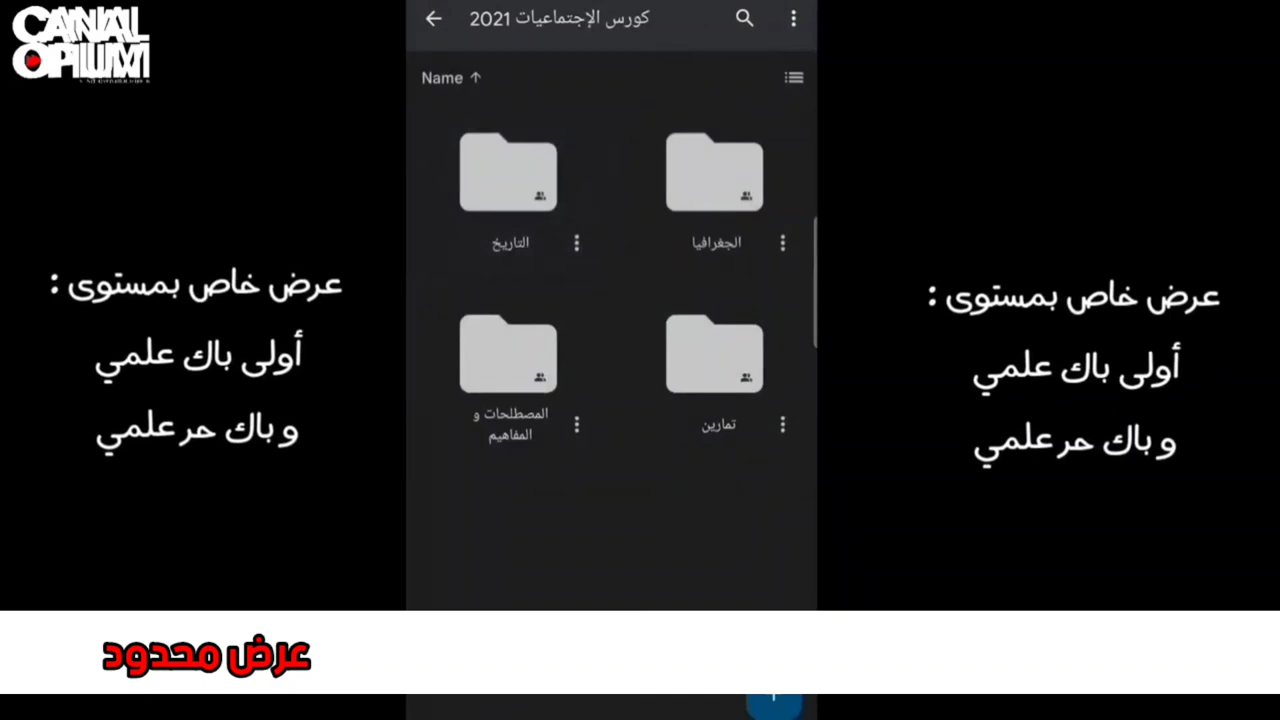 CANAL
OPIUM
كورس الإجتماعيات 2021
Name
التاريخ
الجغرافيا
المصطلحات و
المفاهيم
تمارين
عرض خاص بمستوى :
أولى باك علمي
و باك حر علمي
عرض خاص بمستوى :
أولى باك علمي
و باك حر علمي
عرض محدود